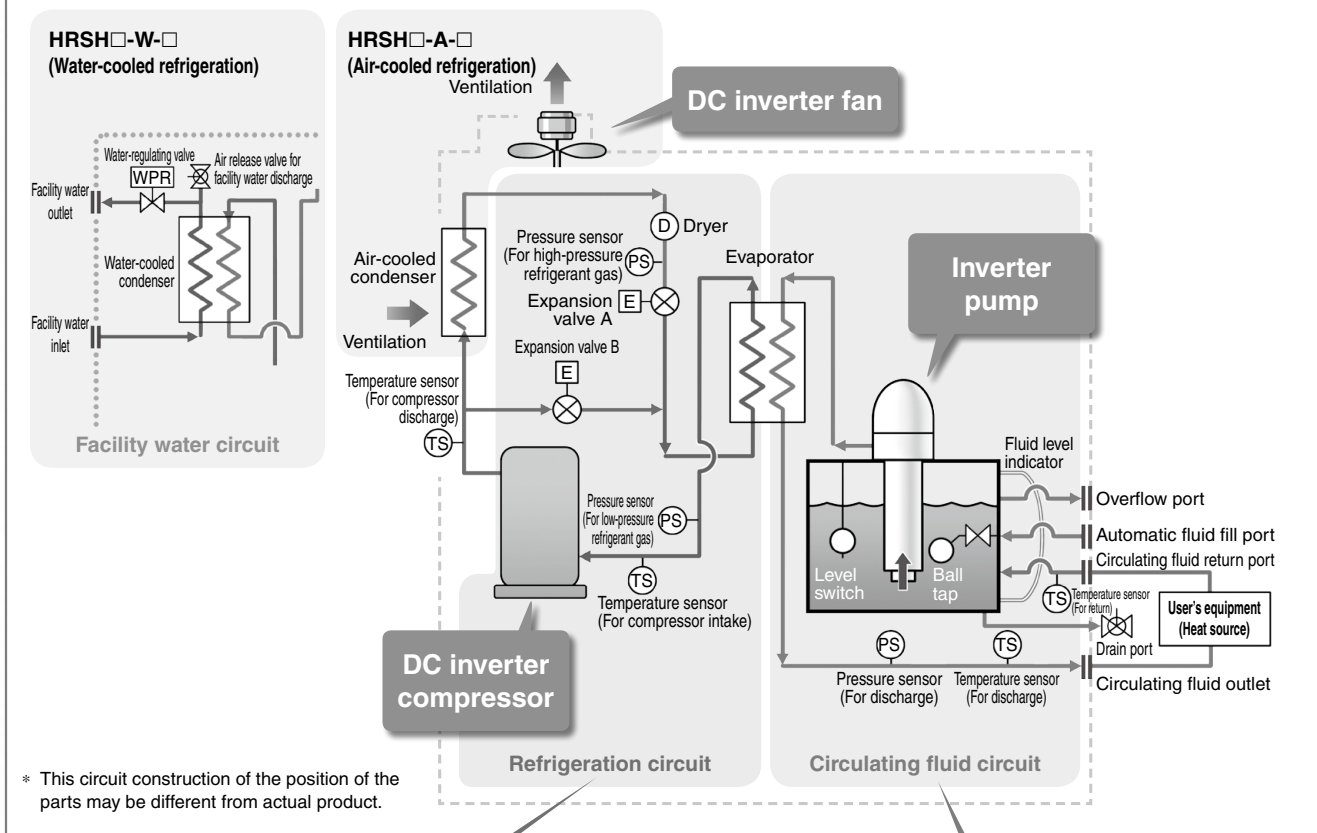 HRSH□-W-□
(Water-cooled refrigeration)
Water-regulating valve
WPR
Air release valve for
facility water discharge
Facility water
outlet
Water-cooled
condenser
Facility water
inlet
Facility water circuit
HRSH□-A-□
(Air-cooled refrigeration)
Ventilation
DC inverter fan
Air-cooled
condenser
Ventilation
D
Dryer
Pressure sensor
(For high-pressure
refrigerant gas)
PS
Expansion
valve A
E
Expansion valve B
E
Temperature sensor
(For compressor
discharge)
TS
Evaporator
Pressure sensor
(For low-pressure
refrigerant gas)
PS
TS
Temperature sensor
(For compressor intake)
DC inverter
compressor
Refrigeration circuit
Inverter
pump
Fluid level
indicator
Level
switch
Ball
tap
Overflow port
Automatic fluid fill port
Circulating fluid return port
TS
Temperature sensor
(For return)
User's equipment
(Heat source)
Drain port
PS
Pressure sensor
(For discharge)
TS
Temperature sensor
(For discharge)
Circulating fluid outlet
Circulating fluid circuit
* This circuit construction of the position of the
parts may be different from actual product.